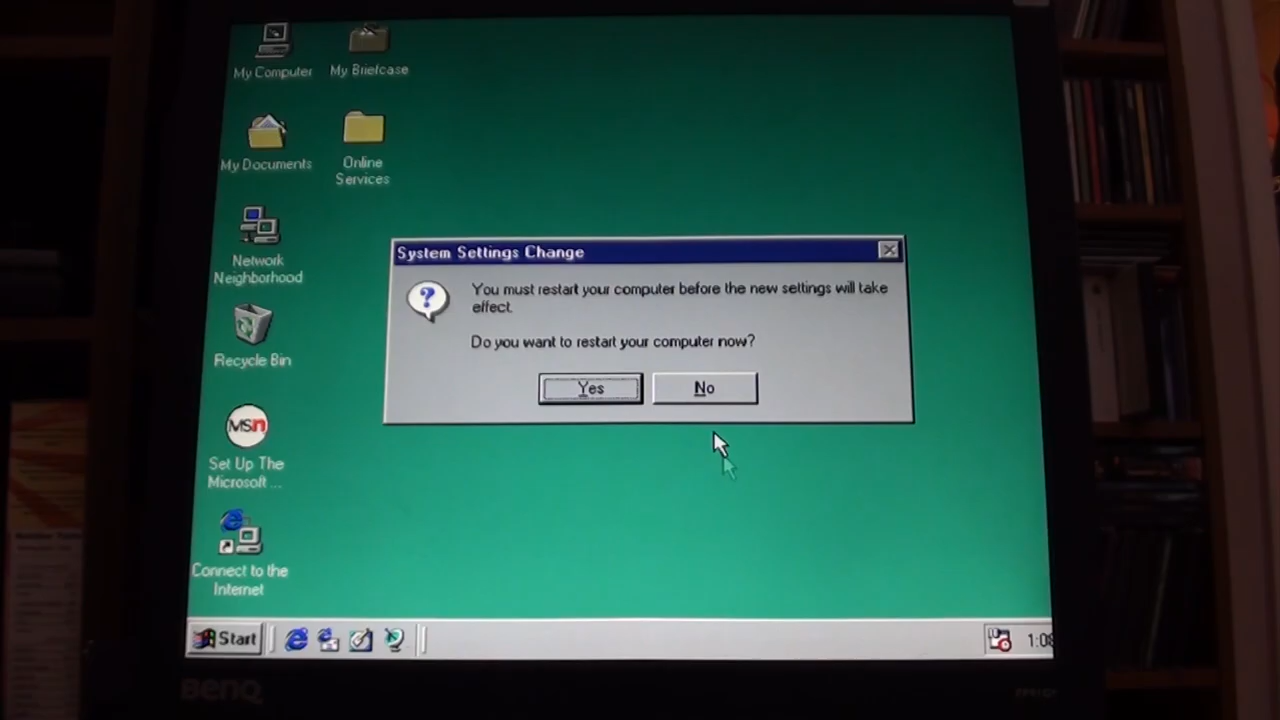 My Computer
My Briefcase
My Documents
Online
Services
Network
Neighborhood
Recycle Bin
MSN
Set Up The
Microsoft ...
Connect to the
Internet
System Settings Change
You must restart your computer before the new settings will take
effect.
Do you want to restart your computer now?
Yes
No
Start
1:08
BenQ